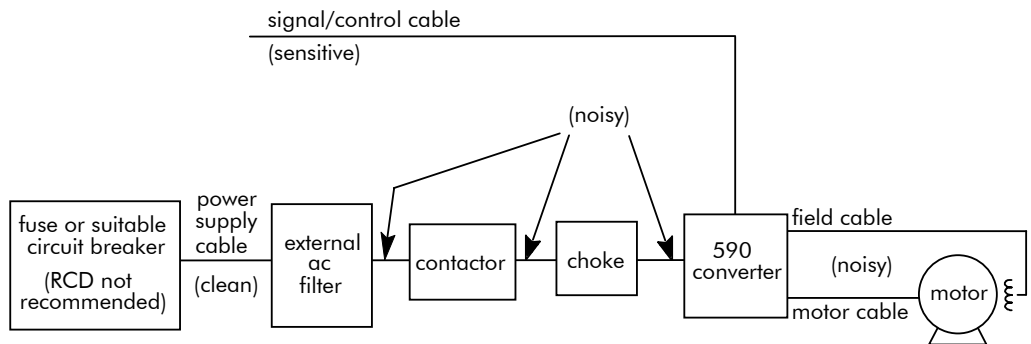 signal/control cable
(sensitive)
(noisy)
fuse or suitable
circuit breaker
(RCD not
recommended)
power
supply
cable
(clean)
external
ac
filter
contactor
choke
590
converter
field cable
(noisy)
motor cable
motor